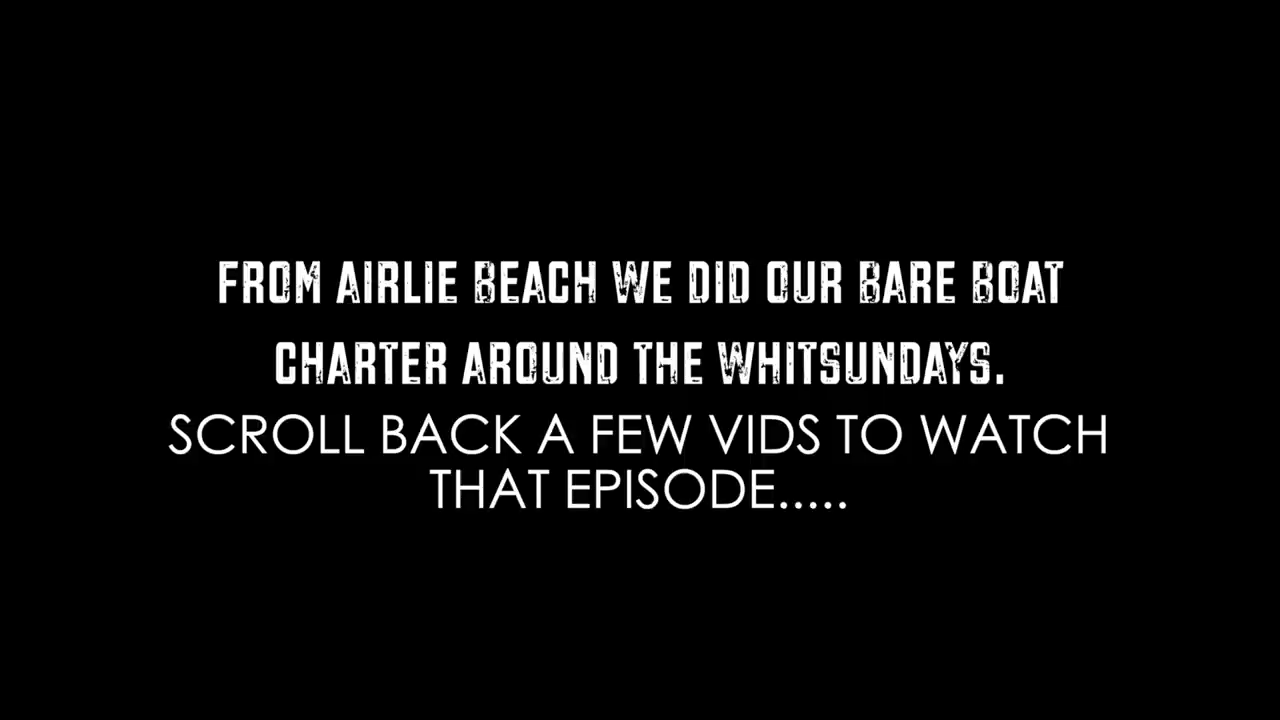 FROM AIRLIE BEACH WE DID OUR BARE BOAT
CHARTER AROUND THE WHITSUNDAYS.
SCROLL BACK A FEW VIDS TO WATCH
THAT EPISODE.....